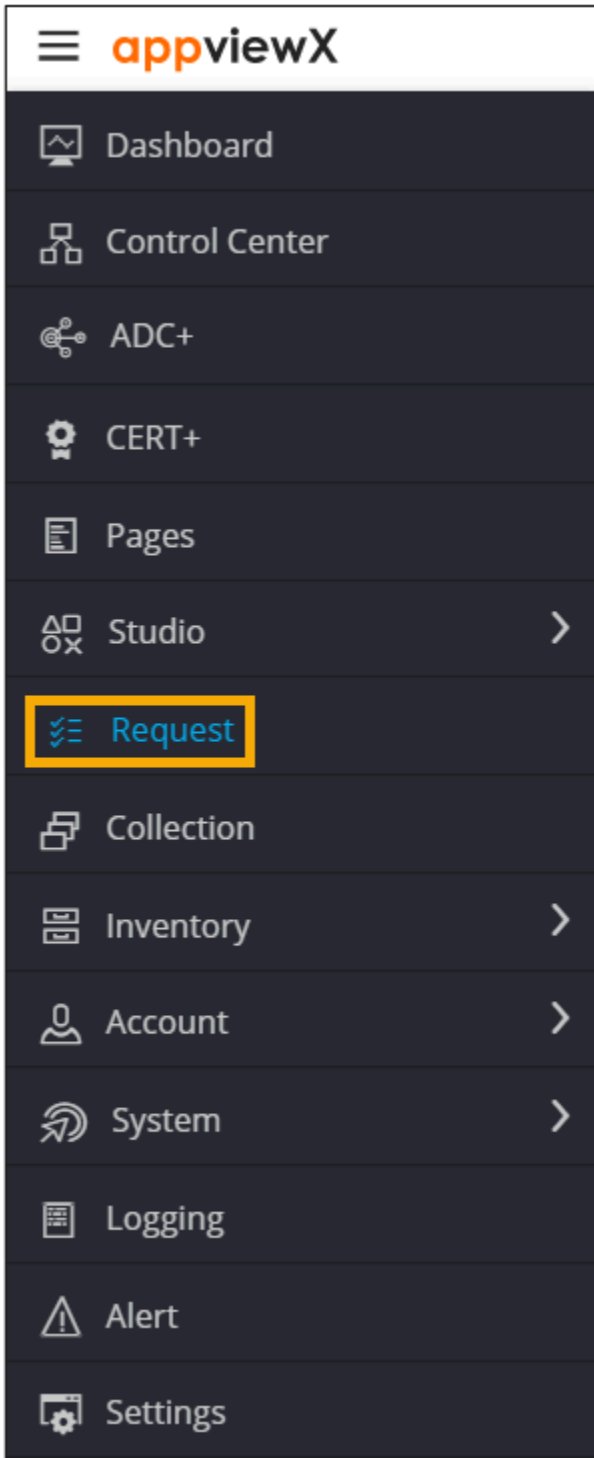 appviewX
Dashboard
Control Center
ADC+
CERT+
Pages
Studio
Request
Collection
Inventory
Account
System
Logging
Alert
Settings